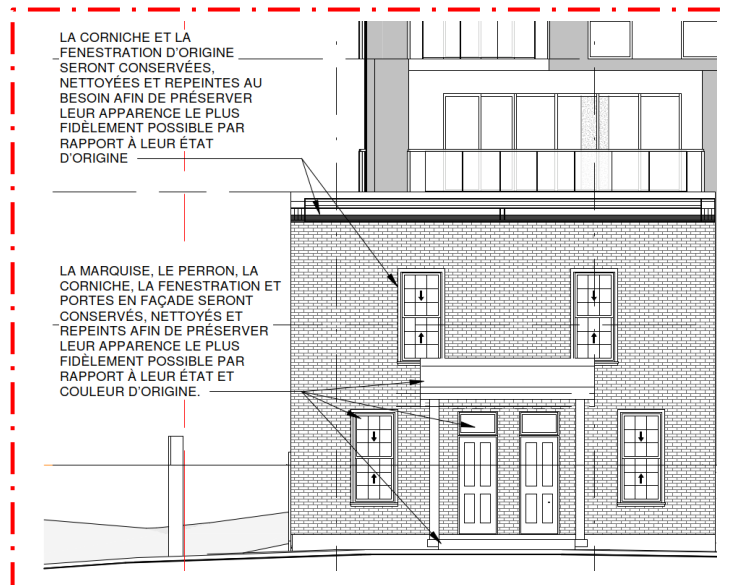 LA CORNICHE ET LA
FENESTRATION D'ORIGINE
SERONT CONSERVÉES,
NETTOYÉES ET REPEINTES AU
BESOIN AFIN DE PRÉSERVER
LEUR APPARENCE LE PLUS
FIDÈLEMENT POSSIBLE PAR
RAPPORT À LEUR ÉTAT
D'ORIGINE
LA MARQUISE, LE PERRON, LA
CORNICHE, LA FENESTRATION ET
PORTES EN FAÇADE SERONT
CONSERVÉS, NETTOYÉS ET
REPEINTS AFIN DE PRÉSERVER
LEUR APPARENCE LE PLUS
FIDÈLEMENT POSSIBLE PAR
RAPPORT À LEUR ÉTAT ET
COULEUR D'ORIGINE.